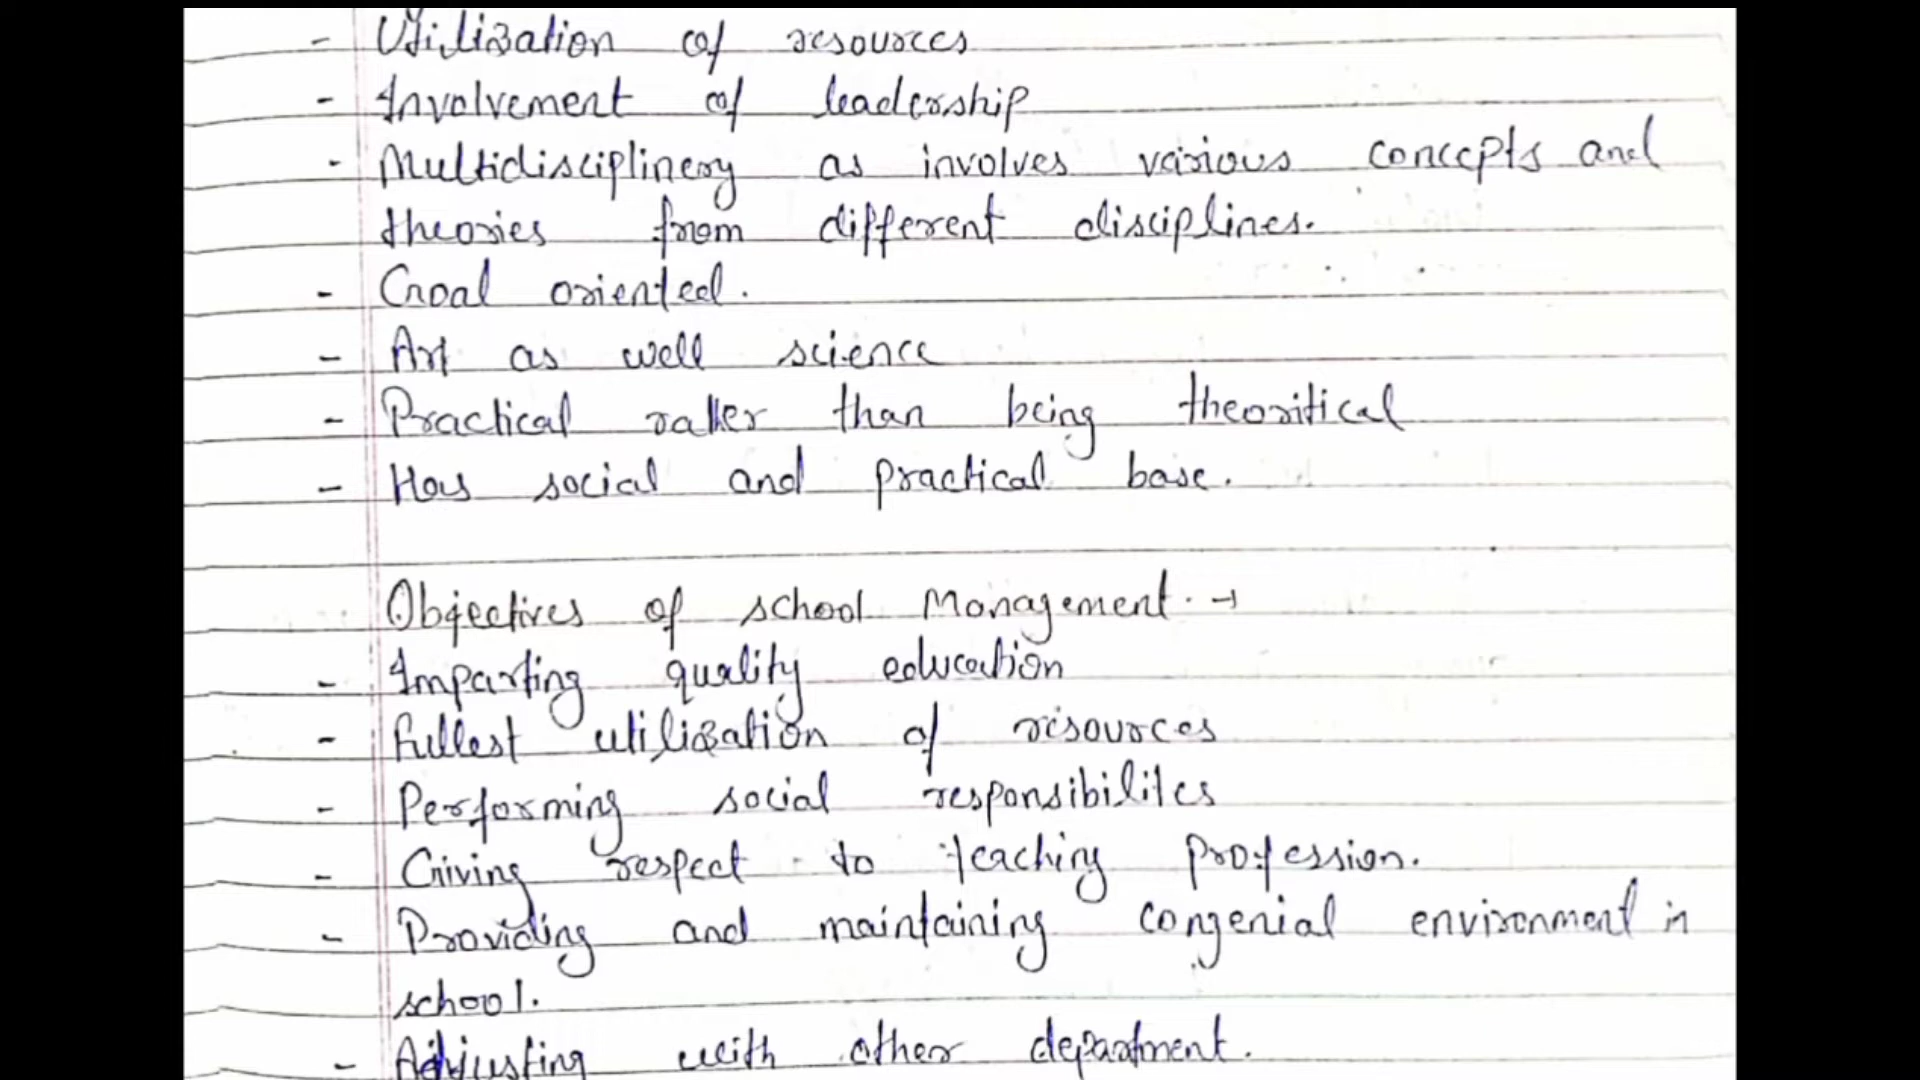 - Utilization of resources
- Involvement of leadership
- Multidisciplinery as involves various concepts and
theories from different disciplines.
- Goal oriented.
- Art as well science
- Practical rather than being theoritical
- Has social and practical base.
Objectives of school Management. →
- Imparting quality education
- Fullest utilization of resources
- Performing social responsibilites
- Giving respect to teaching profession.
- Providing and maintaining congenial environment in
school.
- Adjusting with other department.